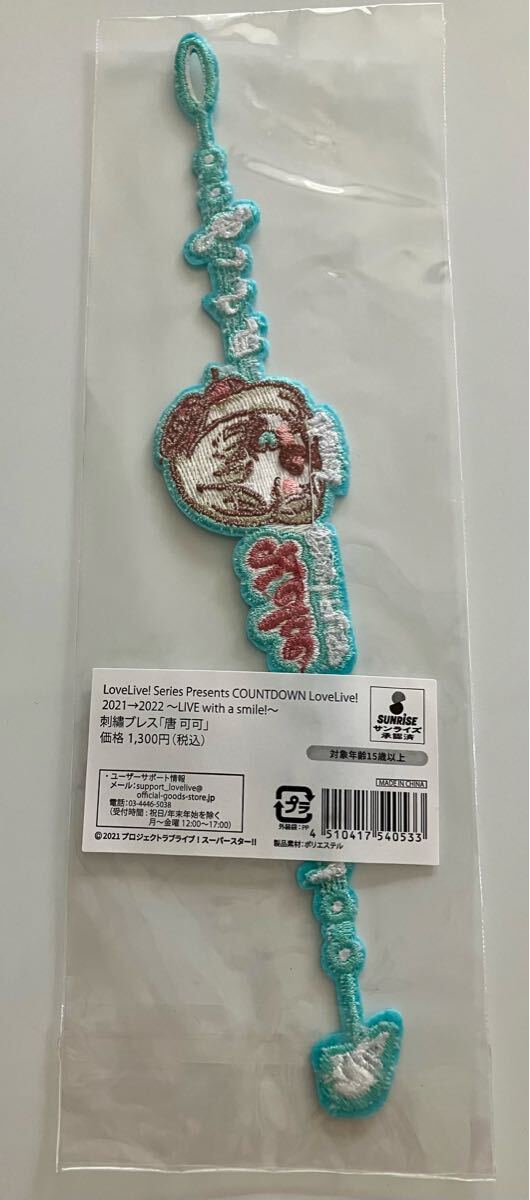 LoveLive! Series Presents COUNTDOWN LoveLive!
2021→2022 〜LIVE with a smile!〜
刺繍ブレス「唐 可可」
価格 1,300円(税込)
SUNRISE
サンライズ
承認済
対象年齢15歳以上
・ユーザーサポート情報
メール:support_lovelive@
official-goods-store.jp
電話:03-4446-5038
(受付時間:祝日/年末年始を除く
月〜金曜 12:00〜17:00)
プラ
外装袋:PP
MADE IN CHINA
4 510417 540533
©2021 プロジェクトラブライブ!スーパースター!!
製品素材:ポリエステル